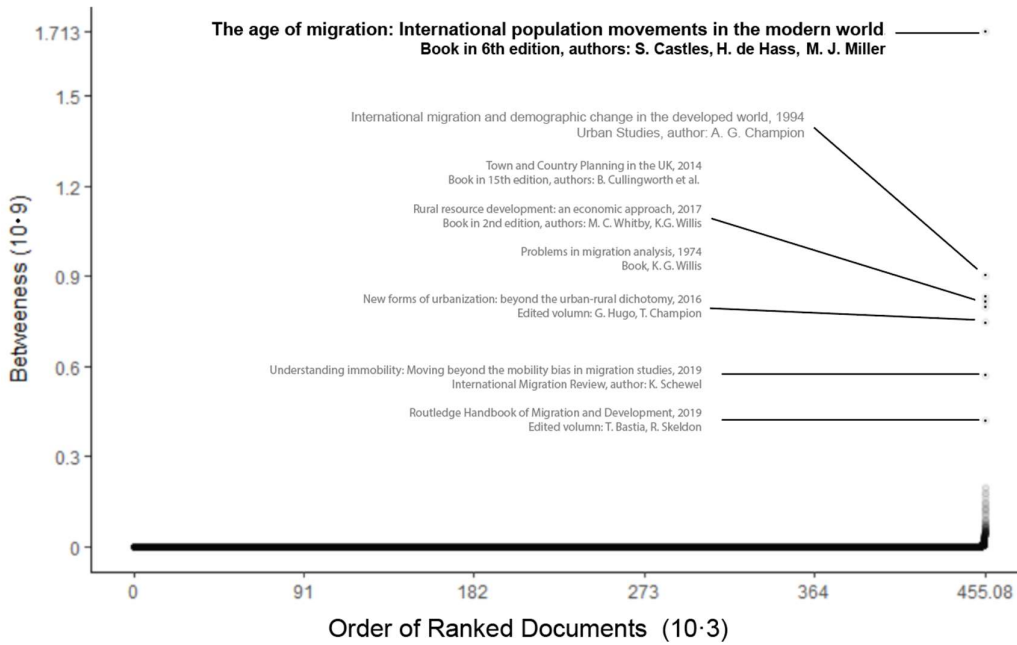 1.713
1.5
1.2
0.9
0.6
0.3
0
Betweeness (10·9)
The age of migration: International population movements in the modern world
Book in 6th edition, authors: S. Castles, H. de Hass, M. J. Miller
International migration and demographic change in the developed world, 1994
Urban Studies, author: A. G. Champion
Town and Country Planning in the UK, 2014
Book in 15th edition, authors: B. Cullingworth et al.
Rural resource development: an economic approach, 2017
Book in 2nd edition, authors: M. C. Whitby, K.G. Willis
Problems in migration analysis, 1974
Book, K. G. Willis
New forms of urbanization: beyond the urban-rural dichotomy, 2016
Edited volumn: G. Hugo, T. Champion
Understanding immobility: Moving beyond the mobility bias in migration studies, 2019
International Migration Review, author: K. Schewel
Routledge Handbook of Migration and Development, 2019
Edited volumn: T. Bastia, R. Skeldon
0 91 182 273 364 455.08
Order of Ranked Documents (10·3)